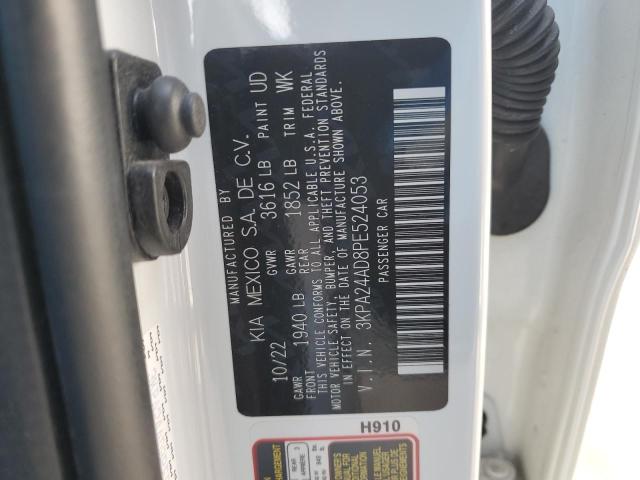 MANUFACTURED BY
KIA MEXICO S.A. DE C.V.
10/22 GVWR 3616 LB PAINT UD
GAWR FRONT 1940 LB GAWR REAR 1852 LB TRIM WK
THIS VEHICLE CONFORMS TO ALL APPLICABLE U.S.A. FEDERAL
MOTOR VEHICLE SAFETY, BUMPER, AND THEFT PREVENTION STANDARDS
IN EFFECT ON THE DATE OF MANUFACTURE SHOWN ABOVE.
V.I.N. 3KPA24AD8PE524053
PASSENGER CAR
H910
REAR